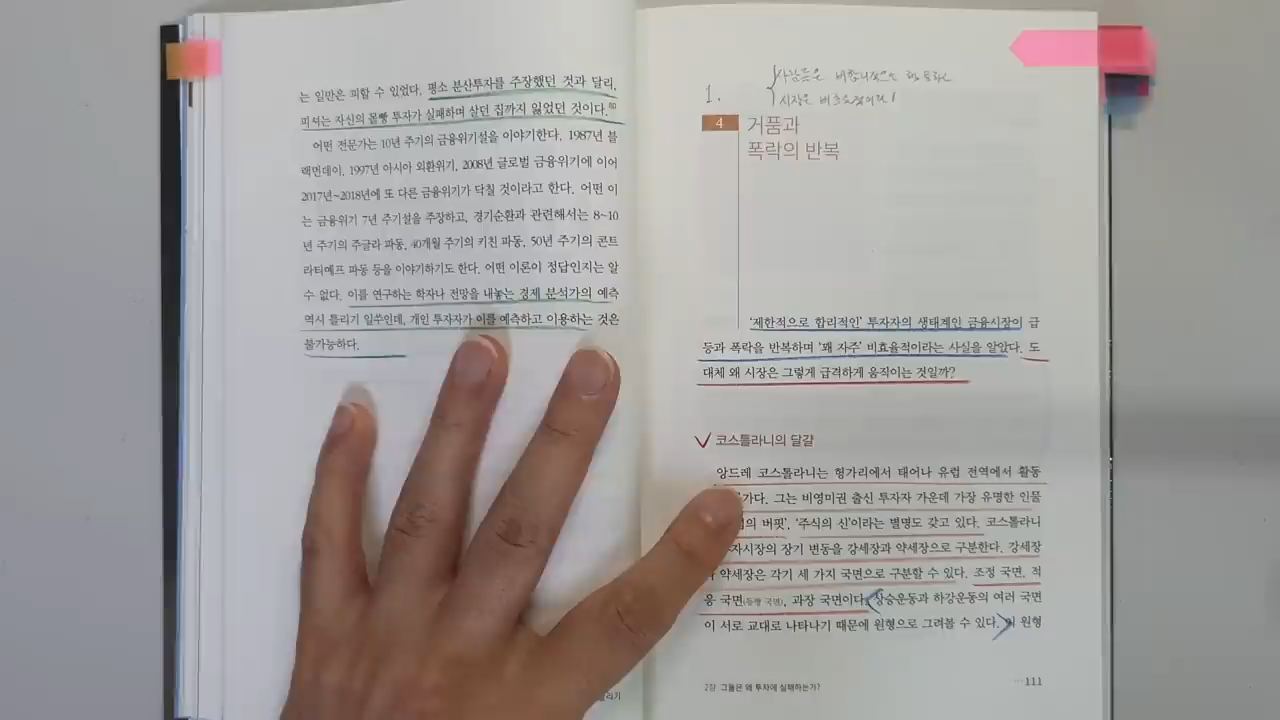 는 일만은 피할 수 있었다. 평소 분산투자를 주장했던 것과 달리,
피셔는 자신의 몰빵 투자가 실패하며 살던 집까지 잃었던 것이다.
어떤 전문가는 10년 주기의 금융위기설을 이야기한다. 1987년 블
랙먼데이, 1997년 아시아 외환위기, 2008년 글로벌 금융위기에 이어
2017년~2018년에 또 다른 금융위기가 닥칠 것이라고 한다. 어떤 이
는 금융위기 7년 주기설을 주장하고, 경기순환과 관련해서는 8~10
년 주기의 주글라 파동, 40개월 주기의 키친 파동, 50년 주기의 콘트
라티에프 파동 등을 이야기하기도 한다. 어떤 이론이 정답인지는 알
수 없다. 이를 연구하는 학자나 전망을 내놓는 경제 분석가의 예측
역시 틀리기 일쑤인데, 개인 투자자가 이를 예측하고 이용하는 것은
불가능하다.
리기
사람들은
시장은
1.
4 거품과
폭락의 반복
'제한적으로 합리적인' 투자자의 생태계인 금융시장이 급
등과 폭락을 반복하며 '꽤 자주' 비효율적이라는 사실을 알았다. 도
대체 왜 시장은 그렇게 급격하게 움직이는 것일까?
코스톨라니의 달걀
앙드레 코스톨라니는 헝가리에서 태어나 유럽 전역에서 활동
가다. 그는 비영미권 출신 투자자 가운데 가장 유명한 인물
의 버핏', '주식의 신'이라는 별명도 갖고 있다. 코스톨라니
자시장의 장기 변동을 강세장과 약세장으로 구분한다. 강세장
약세장은 각기 세 가지 국면으로 구분할 수 있다. 조정 국면, 적
응 국면(동행 국면), 과장 국면이다. 상승운동과 하강운동의 여러 국면
이 서로 교대로 나타나기 때문에 원형으로 그려볼 수 있다. 이 원형
2장 그들은 왜 투자에 실패하는가?
111